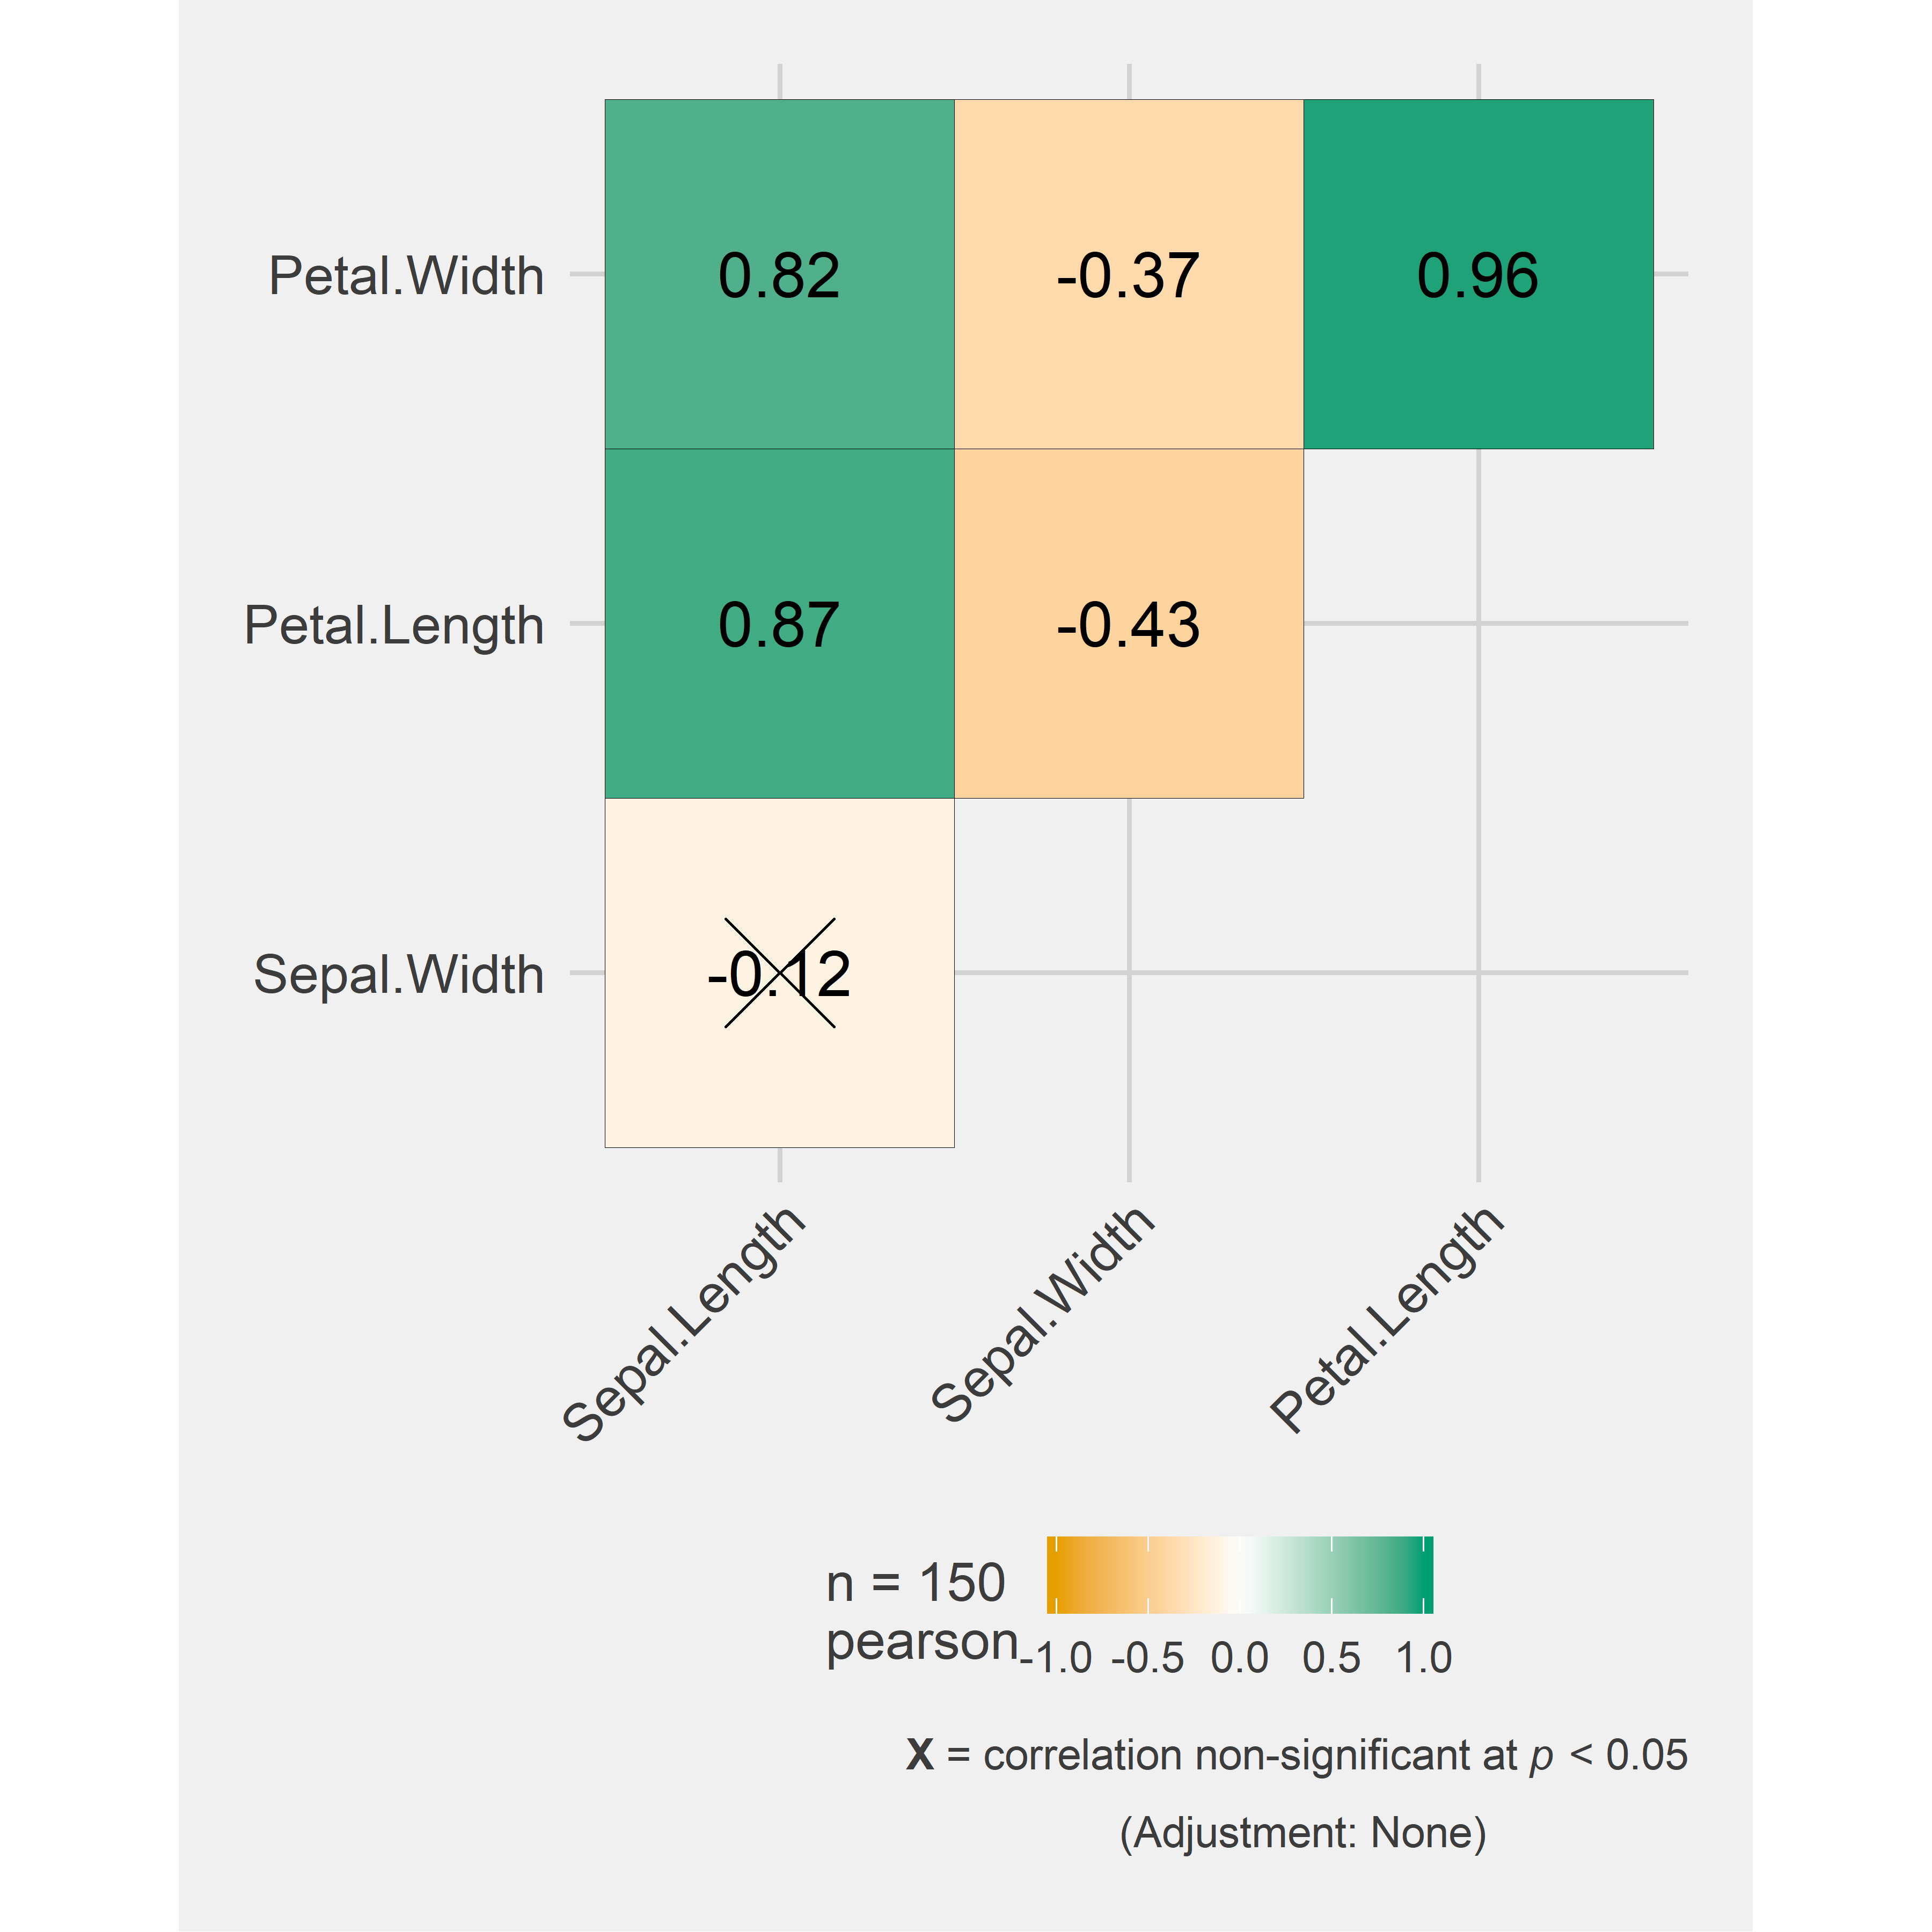 Petal.Width 0.82 -0.37 0.96
Petal.Length 0.87 -0.43
Sepal.Width -0.12
Sepal.Length Sepal.Width Petal.Length
n = 150
pearson
-1.0 -0.5 0.0 0.5 1.0
X = correlation non-significant at p < 0.05
(Adjustment: None)